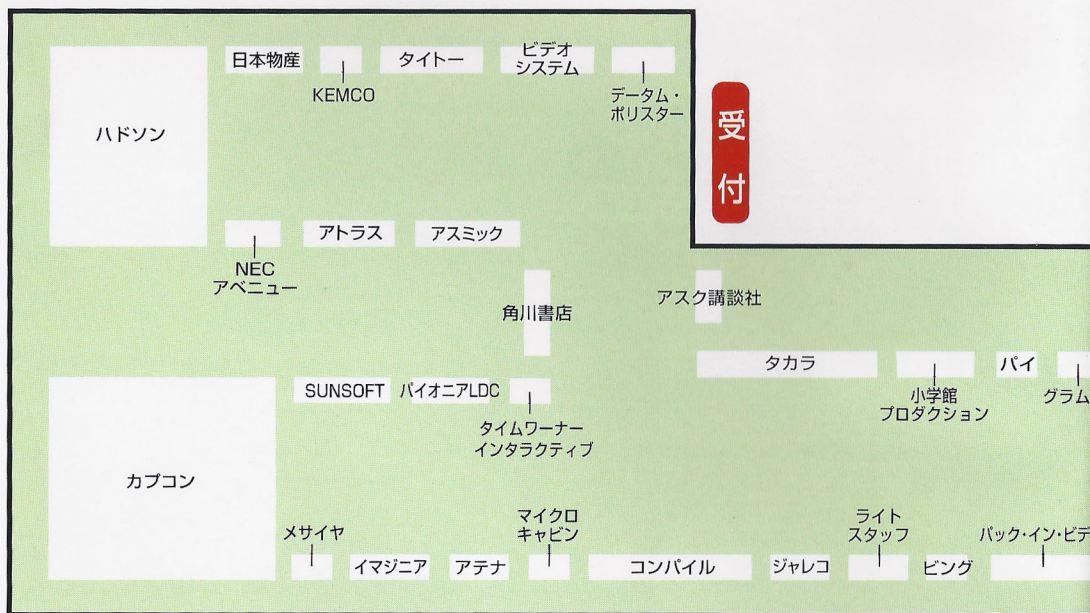 日本物産
KEMCO
タイトー
ビデオ
システム
データム・
ポリスター
ハドソン
受付
NEC
アベニュー
アトラス
アスミック
角川書店
アスク講談社
タカラ
小学館
プロダクション
パイ
グラム
SUNSOFT
パイオニアLDC
タイムワーナー
インタラクティブ
カプコン
メサイヤ
イマジニア
アテナ
マイクロ
キャビン
コンパイル
ジャレコ
ライト
スタッフ
ビング
パック・イン・ビデ